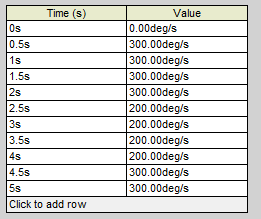 Time (s) Value
0s 0.00deg/s
0.5s 300.00deg/s
1s 300.00deg/s
1.5s 300.00deg/s
2s 300.00deg/s
2.5s 200.00deg/s
3s 200.00deg/s
3.5s 200.00deg/s
4s 200.00deg/s
4.5s 300.00deg/s
5s 300.00deg/s
Click to add row